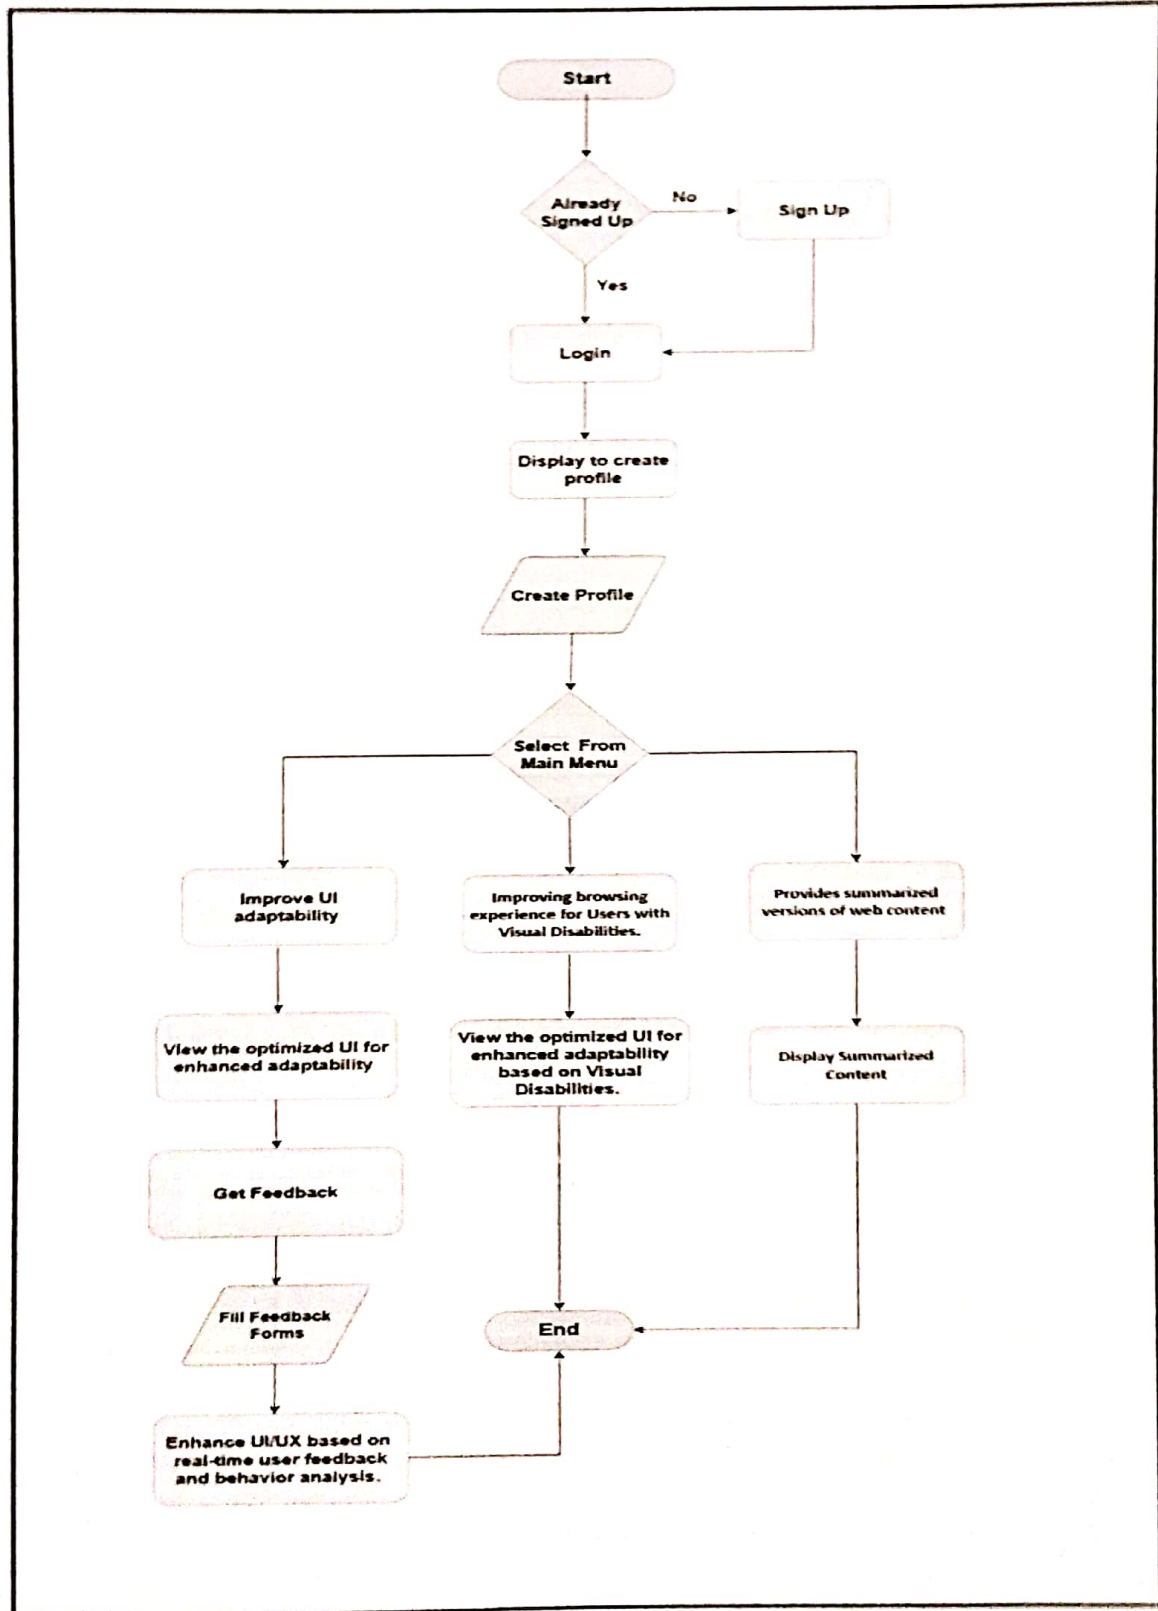 Start
Already
Signed Up
No
Sign Up
Yes
Login
Display to create
profile
Create Profile
Select From
Main Menu
Improve UI
adaptability
Improving browsing
experience for Users with
Visual Disabilities.
Provides summarized
versions of web content
View the optimized UI for
enhanced adaptability
View the optimized UI for
enhanced adaptability
based on Visual
Disabilities.
Display Summarized
Content
Get Feedback
Fill Feedback
Forms
End
Enhance UI/UX based on
real-time user feedback
and behavior analysis.